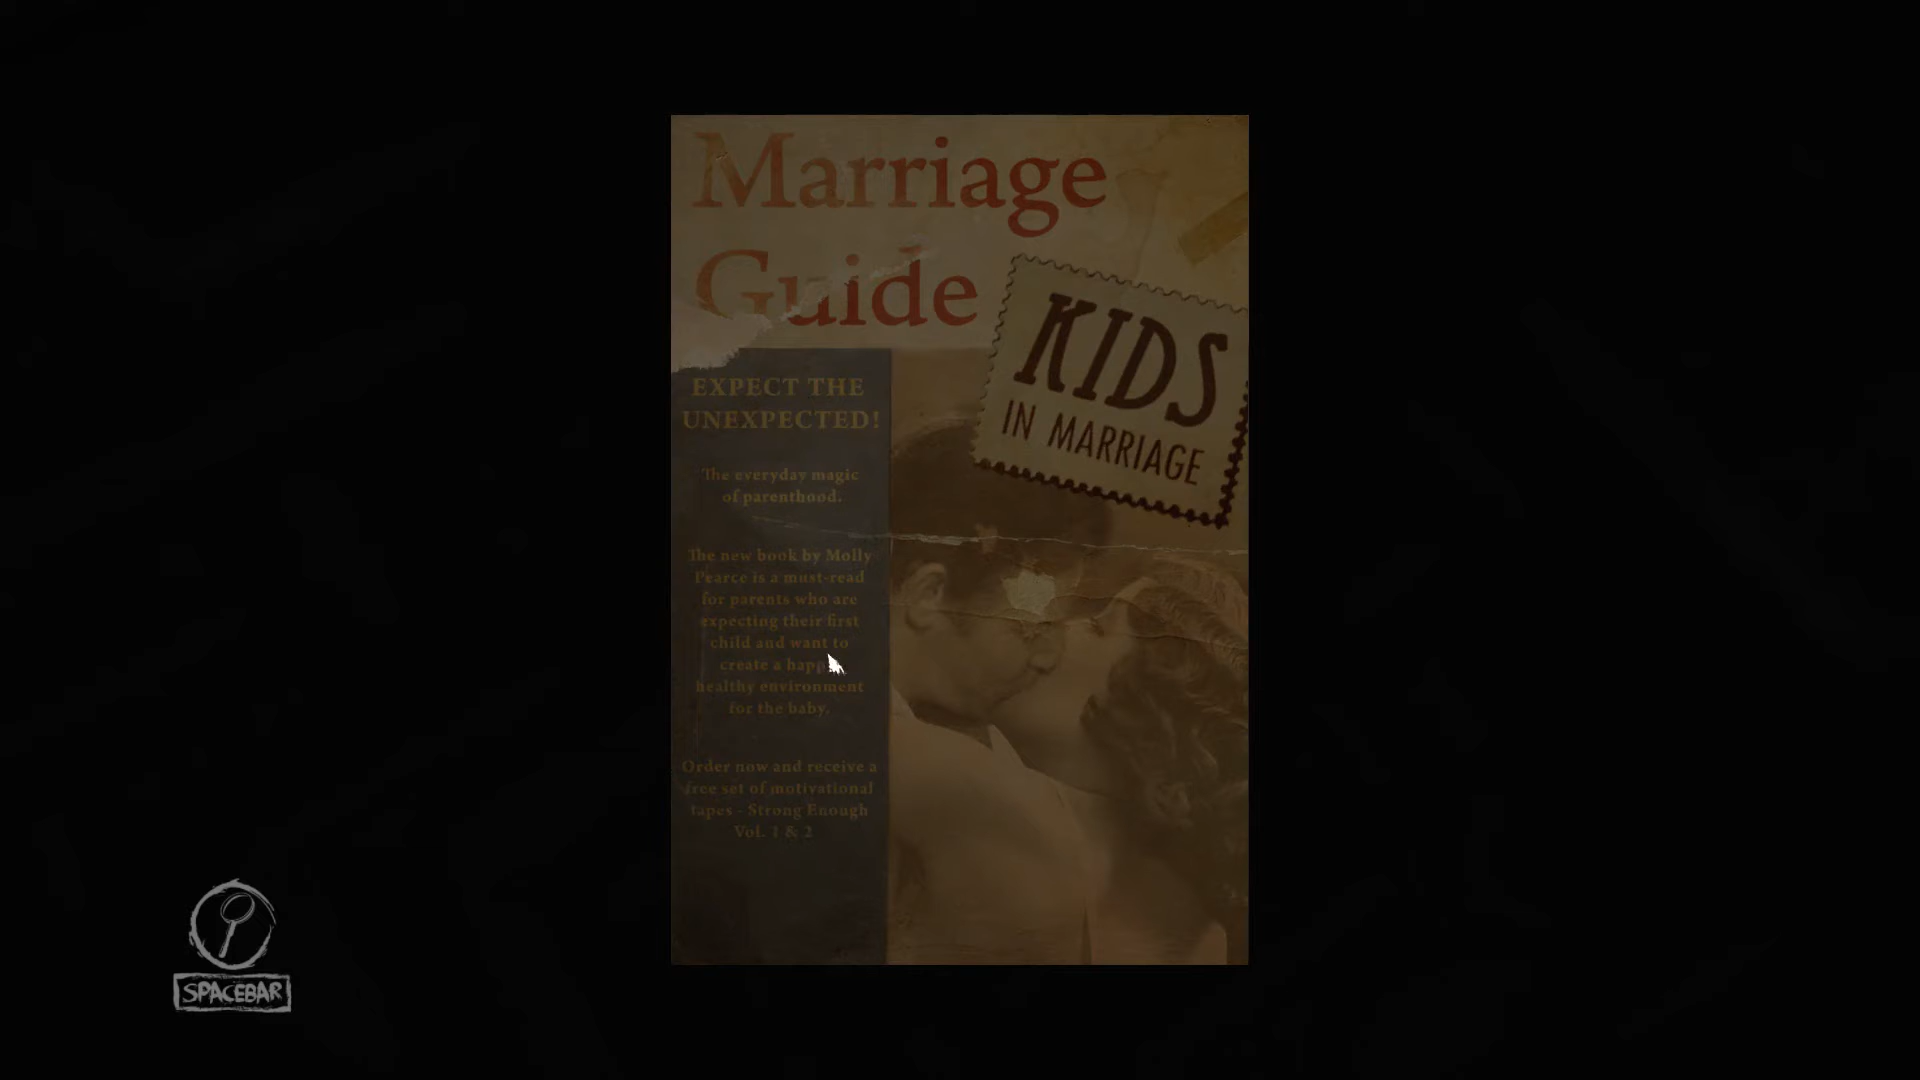 Marriage
Guide
KIDS
IN MARRIAGE
EXPECT THE
UNEXPECTED!
The everyday magic
of parenthood.
The new book by Molly
Pearce is a must-read
for parents who are
expecting their first
child and want to
create a happy
healthy environment
for the baby.
Order now and receive a
free set of motivational
tapes - Strong Enough
Vol. 1 & 2
SPACEBAR